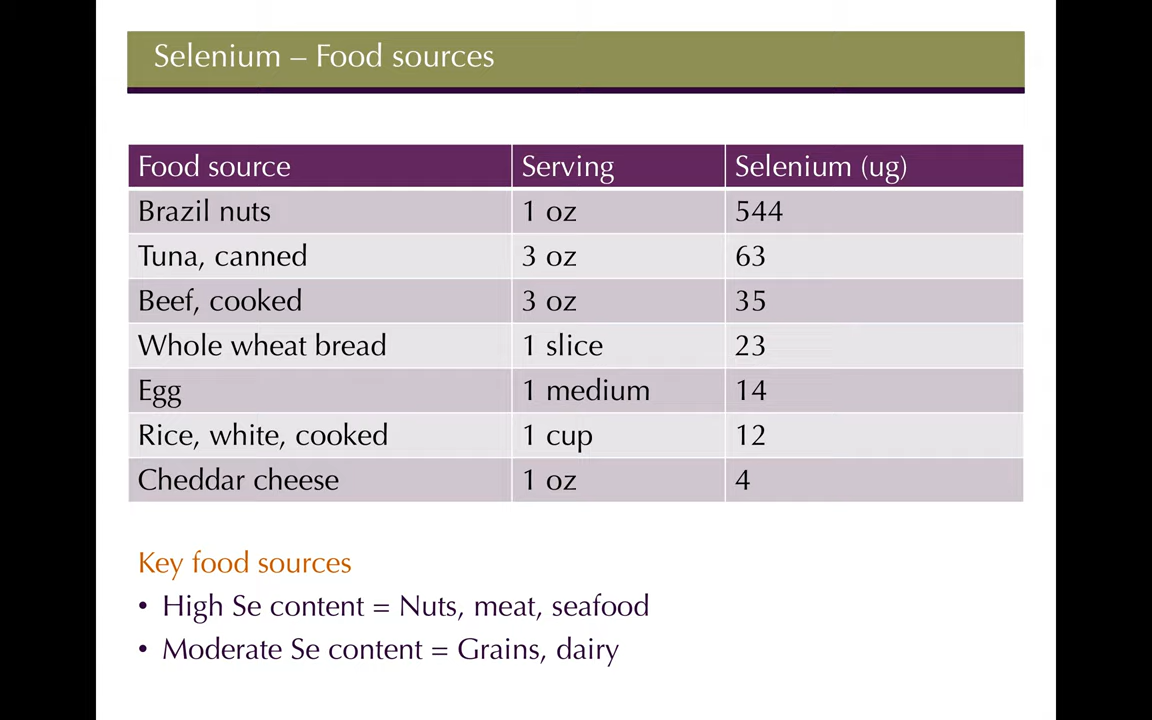 Selenium – Food sources
Food source Serving Selenium (ug)
Brazil nuts 1 oz 544
Tuna, canned 3 oz 63
Beef, cooked 3 oz 35
Whole wheat bread 1 slice 23
Egg 1 medium 14
Rice, white, cooked 1 cup 12
Cheddar cheese 1 oz 4
Key food sources
• High Se content = Nuts, meat, seafood
• Moderate Se content = Grains, dairy